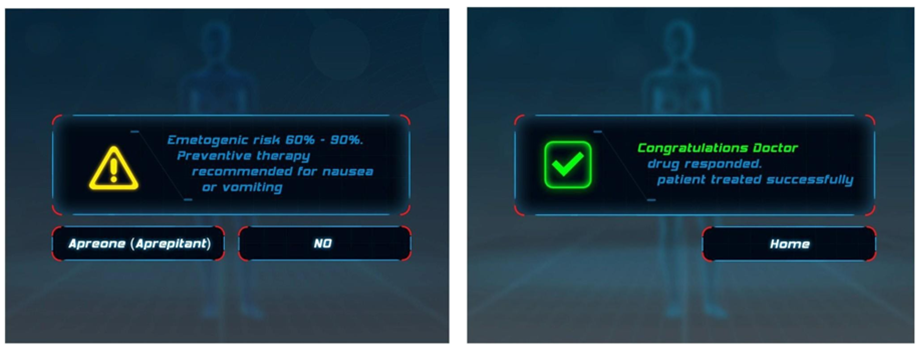 Emetogenic risk 60% - 90%.
Preventive therapy
recommended for nausea
or vomiting
Apreone (Aprepitant)
NO
Congratulations Doctor
drug responded.
patient treated successfully
Home